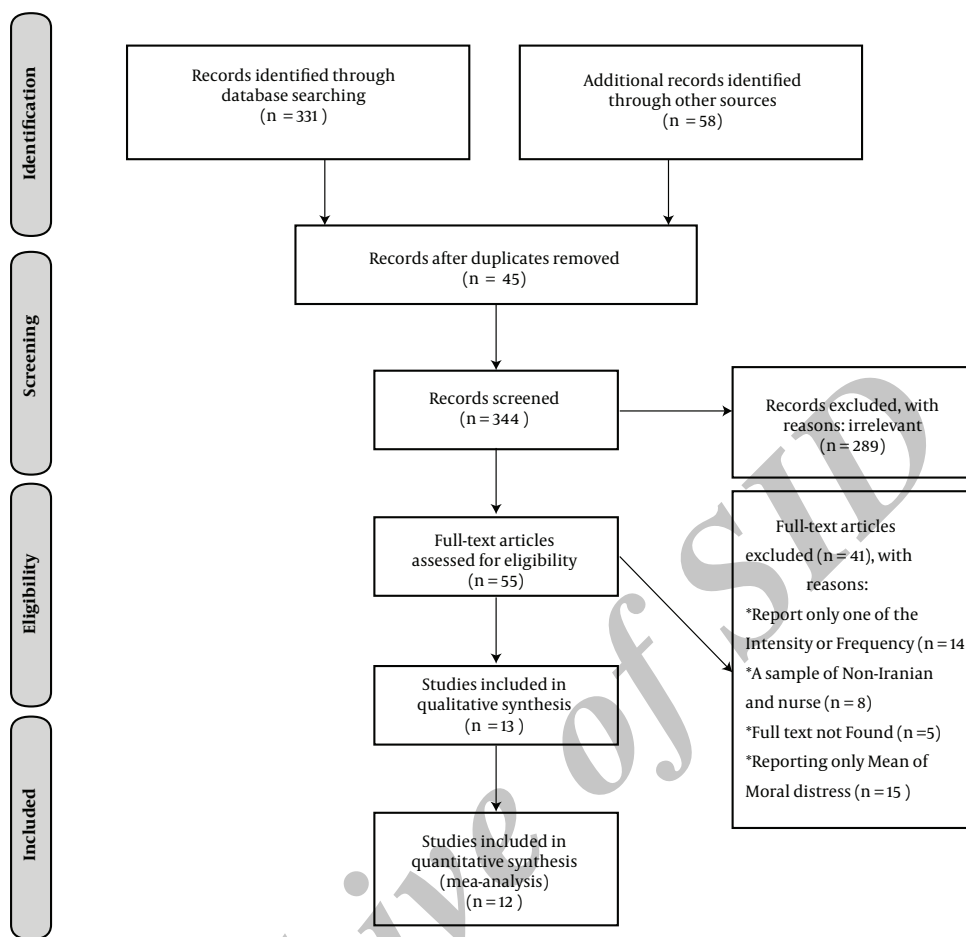 Identification
Records identified through
database searching
(n = 331)
Additional records identified
through other sources
(n = 58)
Records after duplicates removed
(n = 45)
Screening
Records screened
(n = 344 )
Records excluded, with
reasons: irrelevant
(n = 289)
Eligibility
Full-text articles
assessed for eligibility
(n = 55)
Full-text articles
excluded (n = 41), with
reasons:
*Report only one of the
Intensity or Frequency (n = 14
*A sample of Non-Iranian
and nurse (n = 8)
*Full text not Found (n =5)
*Reporting only Mean of
Moral distress (n = 15 )
Studies included in
qualitative synthesis
(n = 13 )
Included
Studies included in
quantitative synthesis
(mea-analysis)
(n = 12 )
ive of SID